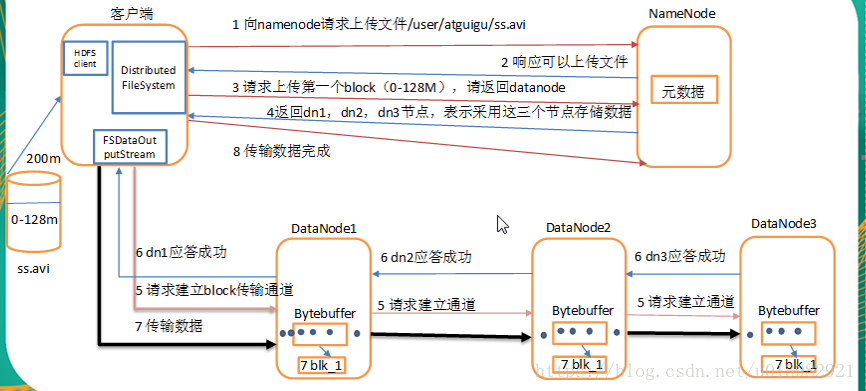 客户端
NameNode
1 向namenode请求上传文件/user/atguigu/ss.avi
HDFS
client
Distributed
FileSystem
2 响应可以上传文件
3 请求上传第一个block（0-128M），请返回datanode
元数据
4返回dn1，dn2，dn3节点，表示采用这三个节点存储数据
FSDataOut
putStream
8 传输数据完成
200m
0-128m
ss.avi
DataNode1
DataNode2
DataNode3
6 dn1应答成功
6 dn2应答成功
6 dn3应答成功
5 请求建立block传输通道
5 请求建立通道
5 请求建立通道
Bytebuffer
Bytebuffer
Bytebuffer
7 传输数据
7 blk_1
7 blk_1
7 blk_1